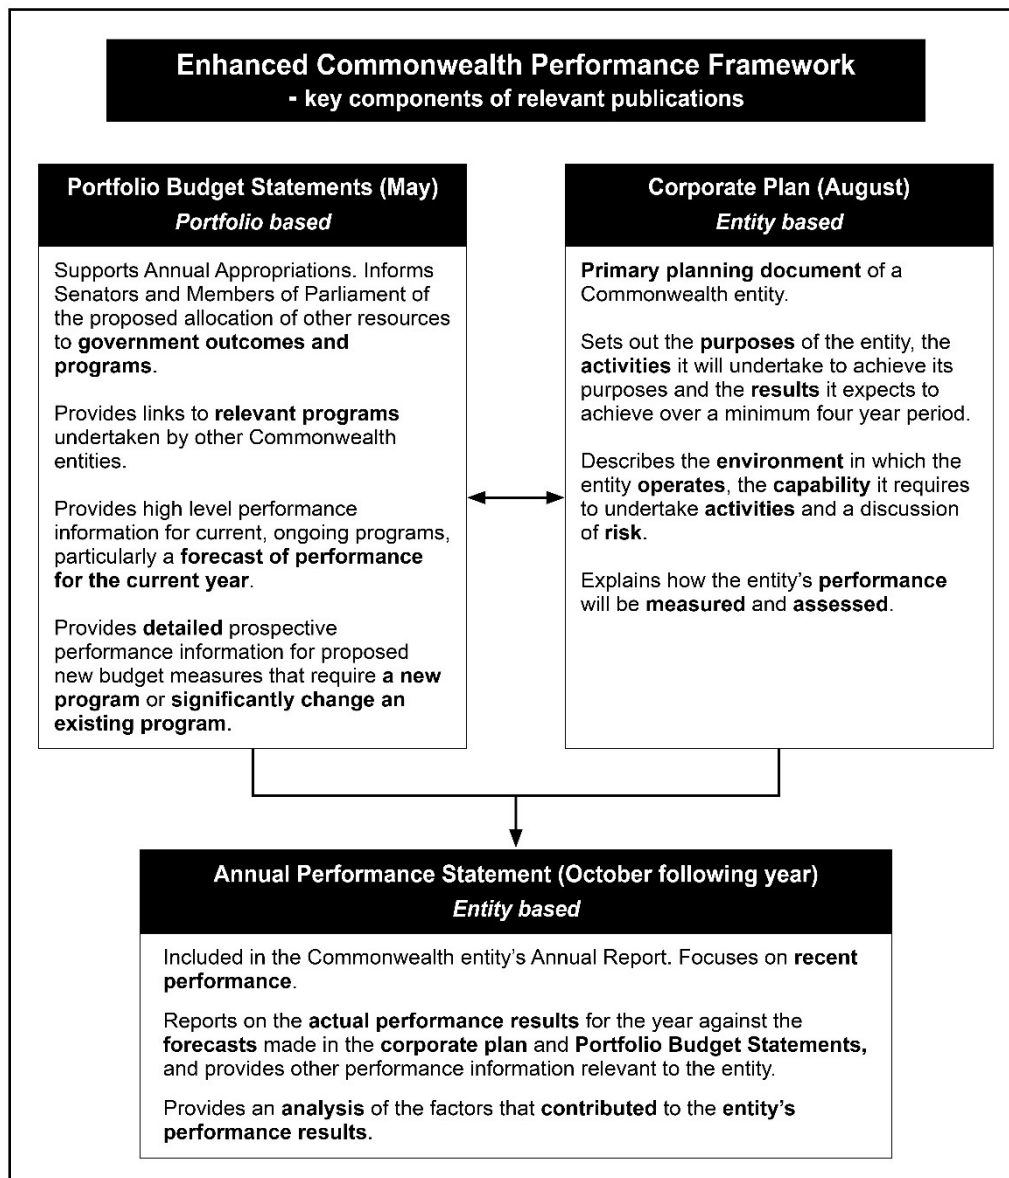 Enhanced Commonwealth Performance Framework
- key components of relevant publications
Portfolio Budget Statements (May)
Portfolio based
Supports Annual Appropriations. Informs
Senators and Members of Parliament of
the proposed allocation of other resources
to government outcomes and
programs.
Provides links to relevant programs
undertaken by other Commonwealth
entities.
Provides high level performance
information for current, ongoing programs,
particularly a forecast of performance
for the current year.
Provides detailed prospective
performance information for proposed
new budget measures that require a new
program or significantly change an
existing program.
Corporate Plan (August)
Entity based
Primary planning document of a
Commonwealth entity.
Sets out the purposes of the entity, the
activities it will undertake to achieve its
purposes and the results it expects to
achieve over a minimum four year period.
Describes the environment in which the
entity operates, the capability it requires
to undertake activities and a discussion
of risk.
Explains how the entity's performance
will be measured and assessed.
Annual Performance Statement (October following year)
Entity based
Included in the Commonwealth entity's Annual Report. Focuses on recent
performance.
Reports on the actual performance results for the year against the
forecasts made in the corporate plan and Portfolio Budget Statements,
and provides other performance information relevant to the entity.
Provides an analysis of the factors that contributed to the entity's
performance results.